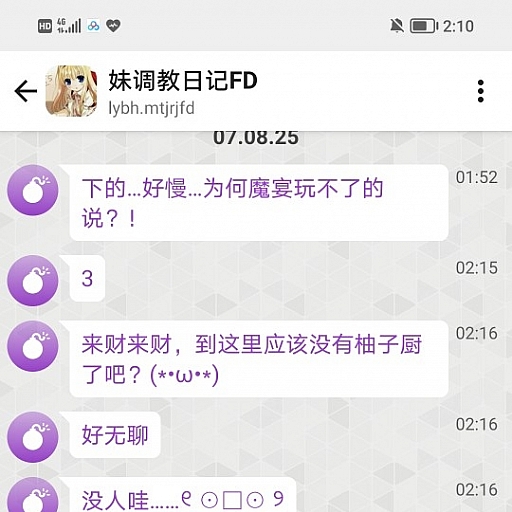 HD 4G 2:10
妹调教日记FD
lybh.mtjrjfd
07.08.25
下的...好慢...为何魔宴玩不了的
说？！
01:52
3
02:15
来财来财，到这里应该没有柚子厨
了吧？(*•ω•*)
02:16
好无聊
02:16
没人哇……୧ ⊙□⊙ ୨
02:16